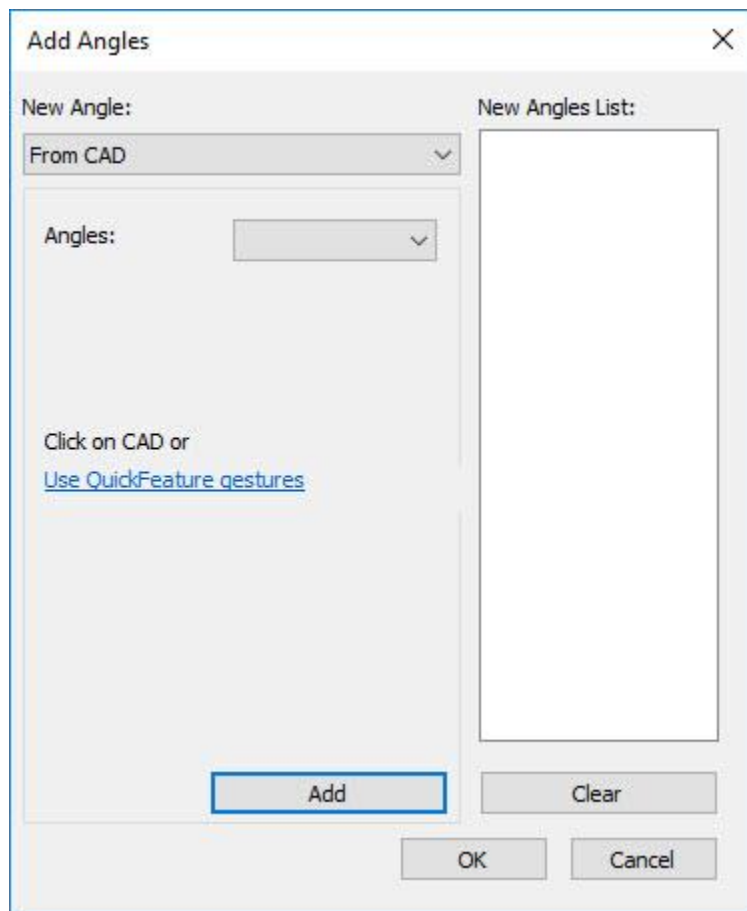 Add Angles
New Angle:
New Angles List:
From CAD
Angles:
Click on CAD or
Use QuickFeature gestures
Add
Clear
OK
Cancel